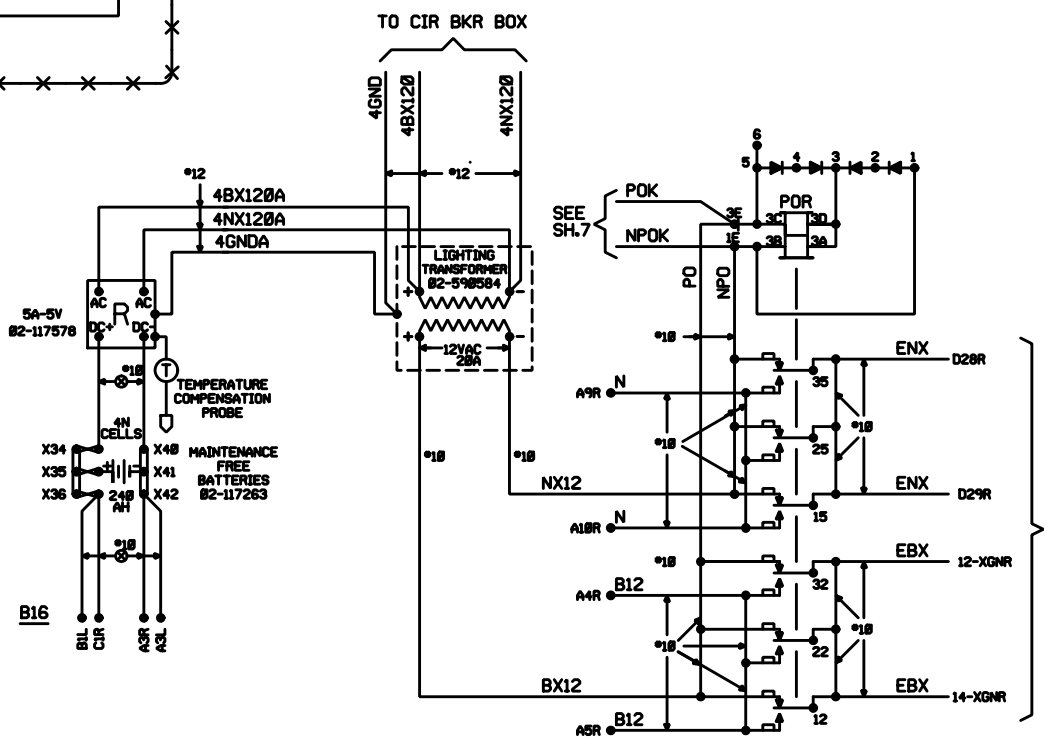 TO CIR BKR BOX
4GND
4BX120
4NX120
*12
*12
4BX120A
4NX120A
4GNDA
LIGHTING
TRANSFORMER
02-590504
+
-
+
-
12VAC
20A
5A-5V
02-117578
AC
AC
R
DC+
DC-
*10
T
TEMPERATURE
COMPENSATION
PROBE
4N
CELLS
X34
X35
X36
X40
X41
X42
+
-
240
AH
MAINTENANCE
FREE
BATTERIES
02-117263
*10
B16
B1L
C1R
A3R
A3L
*10
*10
NX12
BX12
SEE
SH.7
POK
NPOK
6
5
4
3
2
1
POR
3C
3D
3B
3A
PO
NPO
*10
A9R
N
*10
A10R
N
*10
A4R
B12
*10
A5R
B12
35
25
15
32
22
12
ENX
D28R
*10
ENX
D29R
EBX
12-XGNR
*10
EBX
14-XGNR